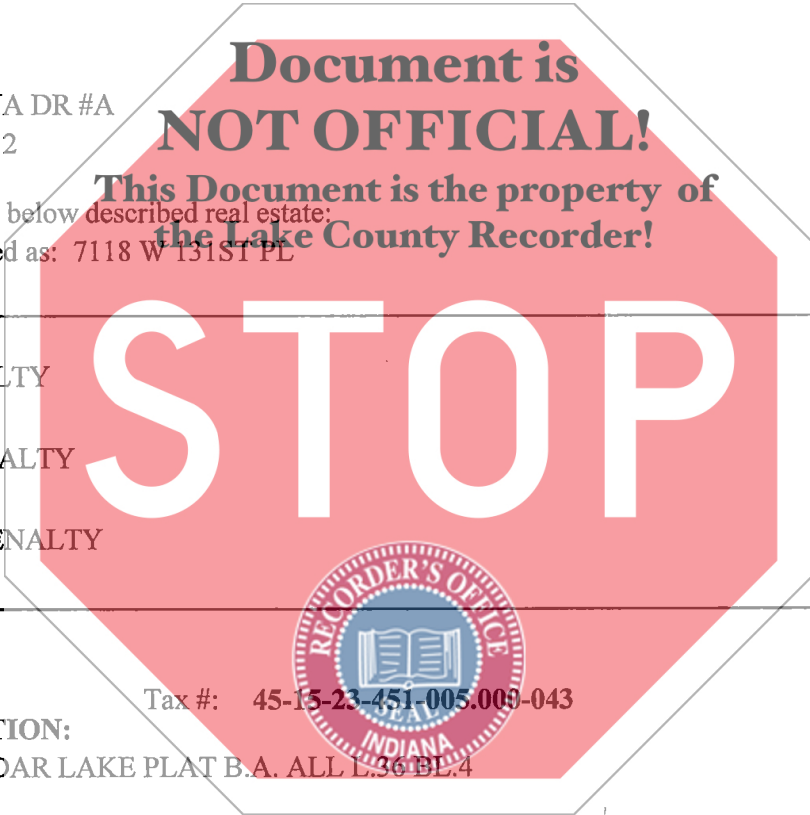 Document is
A DR #A
NOT OFFICIAL!
2
This Document is the property of
below described real estate:
the Lake County Recorder!
ed as: 7118 W 131ST PL
STOP
LTY
ALTY
ENALTY
RECORDER'S OFFICE
Tax #: 45-15-23-451-005.000-043
SEAL
TION:
INDIANA
DAR LAKE PLAT B.A. ALL L.36 BL.4